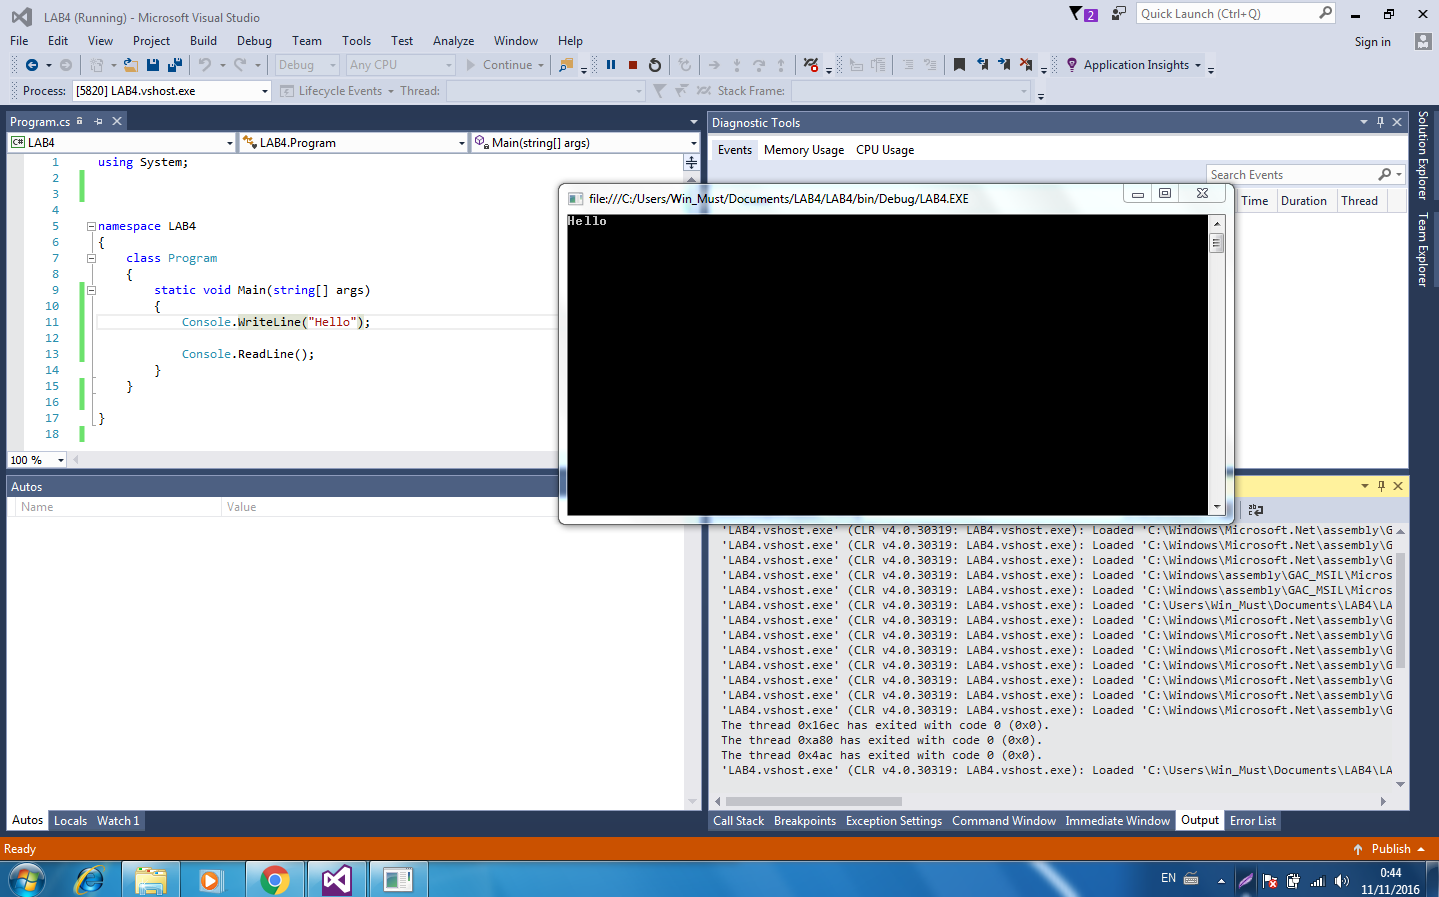 LAB4 (Running) - Microsoft Visual Studio
2
Quick Launch (Ctrl+Q)
File Edit View Project Build Debug Team Tools Test Analyze Window Help
Sign in
Debug Any CPU Continue Application Insights
Process: [5820] LAB4.vshost.exe Lifecycle Events Thread: Stack Frame:
Program.cs
C# LAB4 LAB4.Program Main(string[] args)
1 using System;
2
3
4
5 namespace LAB4
6 {
7 class Program
8 {
9 static void Main(string[] args)
10 {
11 Console.WriteLine("Hello");
12
13 Console.ReadLine();
14 }
15 }
16
17 }
18
100 %
Diagnostic Tools
Events Memory Usage CPU Usage
Search Events
Time Duration Thread
Solution Explorer
Team Explorer
file:///C:/Users/Win_Must/Documents/LAB4/LAB4/bin/Debug/LAB4.EXE
Hello
Autos
Name Value
'LAB4.vshost.exe' (CLR v4.0.30319: LAB4.vshost.exe): Loaded 'C:\Windows\Microsoft.Net\assembly\G
'LAB4.vshost.exe' (CLR v4.0.30319: LAB4.vshost.exe): Loaded 'C:\Windows\Microsoft.Net\assembly\G
'LAB4.vshost.exe' (CLR v4.0.30319: LAB4.vshost.exe): Loaded 'C:\Windows\Microsoft.Net\assembly\G
'LAB4.vshost.exe' (CLR v4.0.30319: LAB4.vshost.exe): Loaded 'C:\Windows\assembly\GAC_MSIL\Micros
'LAB4.vshost.exe' (CLR v4.0.30319: LAB4.vshost.exe): Loaded 'C:\Windows\assembly\GAC_MSIL\Micros
'LAB4.vshost.exe' (CLR v4.0.30319: LAB4.vshost.exe): Loaded 'C:\Users\Win_Must\Documents\LAB4\LA
'LAB4.vshost.exe' (CLR v4.0.30319: LAB4.vshost.exe): Loaded 'C:\Windows\Microsoft.Net\assembly\G
'LAB4.vshost.exe' (CLR v4.0.30319: LAB4.vshost.exe): Loaded 'C:\Windows\Microsoft.Net\assembly\G
'LAB4.vshost.exe' (CLR v4.0.30319: LAB4.vshost.exe): Loaded 'C:\Windows\Microsoft.Net\assembly\G
'LAB4.vshost.exe' (CLR v4.0.30319: LAB4.vshost.exe): Loaded 'C:\Windows\Microsoft.Net\assembly\G
'LAB4.vshost.exe' (CLR v4.0.30319: LAB4.vshost.exe): Loaded 'C:\Windows\Microsoft.Net\assembly\G
'LAB4.vshost.exe' (CLR v4.0.30319: LAB4.vshost.exe): Loaded 'C:\Windows\Microsoft.Net\assembly\G
'LAB4.vshost.exe' (CLR v4.0.30319: LAB4.vshost.exe): Loaded 'C:\Windows\Microsoft.Net\assembly\G
The thread 0x16ec has exited with code 0 (0x0).
The thread 0xa80 has exited with code 0 (0x0).
The thread 0x4ac has exited with code 0 (0x0).
'LAB4.vshost.exe' (CLR v4.0.30319: LAB4.vshost.exe): Loaded 'C:\Users\Win_Must\Documents\LAB4\LA
Autos Locals Watch 1
Call Stack Breakpoints Exception Settings Command Window Immediate Window Output Error List
Ready
Publish
EN
0:44
11/11/2016